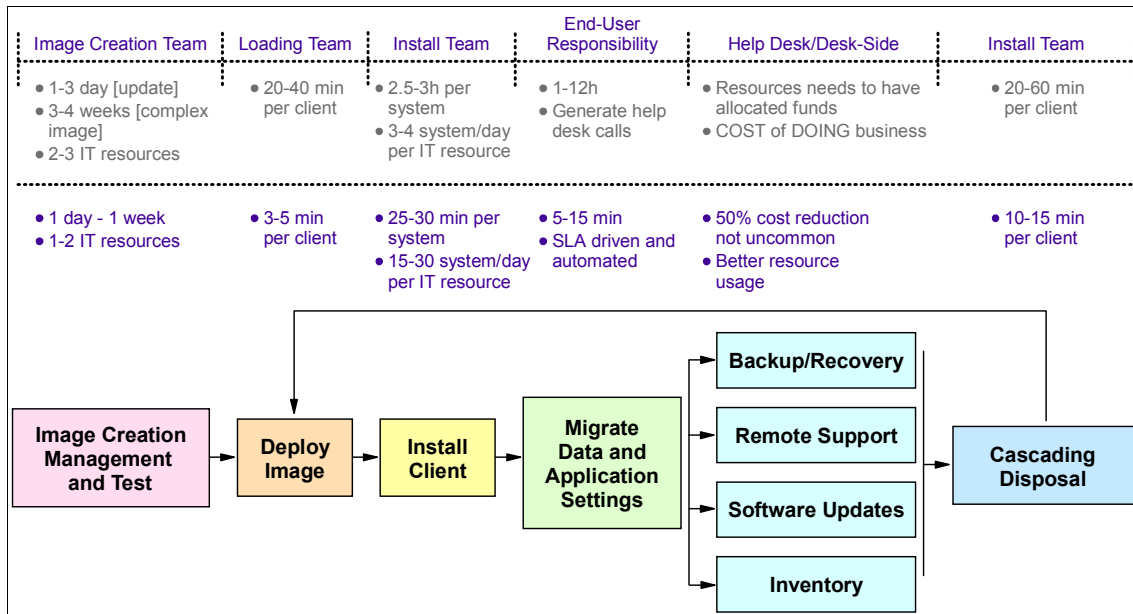 Image Creation Team
Loading Team
Install Team
End-User
Responsibility
Help Desk/Desk-Side
Install Team
● 1-3 day [update]
● 3-4 weeks [complex
image]
● 2-3 IT resources
● 20-40 min
per client
● 2.5-3h per
system
● 3-4 system/day
per IT resource
● 1-12h
● Generate help
desk calls
● Resources needs to have
allocated funds
● COST of DOING business
● 20-60 min
per client
● 1 day - 1 week
● 1-2 IT resources
● 3-5 min
per client
● 25-30 min per
system
● 15-30 system/day
per IT resource
● 5-15 min
● SLA driven and
automated
● 50% cost reduction
not uncommon
● Better resource
usage
● 10-15 min
per client
Image Creation
Management
and Test
Deploy
Image
Install
Client
Migrate
Data and
Application
Settings
Backup/Recovery
Remote Support
Software Updates
Inventory
Cascading
Disposal